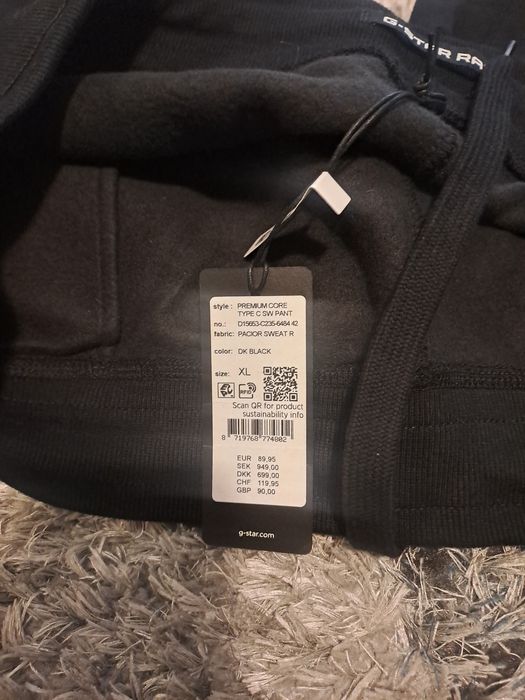 G-STAR RA
style : PREMIUM CORE
TYPE C SW PANT
no.: D15653-C235-6484 42
fabric: PACIOR SWEAT R
color: DK BLACK
size: XL
RFID
Scan QR for product
sustainability info
8 719768 774802
EUR 89,95
SEK 949,00
DKK 699,00
CHF 119,95
GBP 90,00
g-star.com